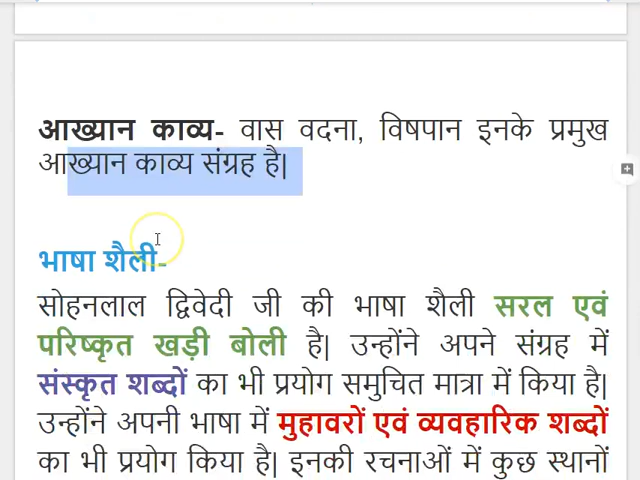 आख्यान काव्य- वास वदना, विषपान इनके प्रमुख
आख्यान काव्य संग्रह है|
भाषा शैली-
सोहनलाल द्विवेदी जी की भाषा शैली सरल एवं
परिष्कृत खड़ी बोली है| उन्होंने अपने संग्रह में
संस्कृत शब्दों का भी प्रयोग समुचित मात्रा में किया है|
उन्होंने अपनी भाषा में मुहावरों एवं व्यवहारिक शब्दों
का भी प्रयोग किया है| इनकी रचनाओं में कुछ स्थानों